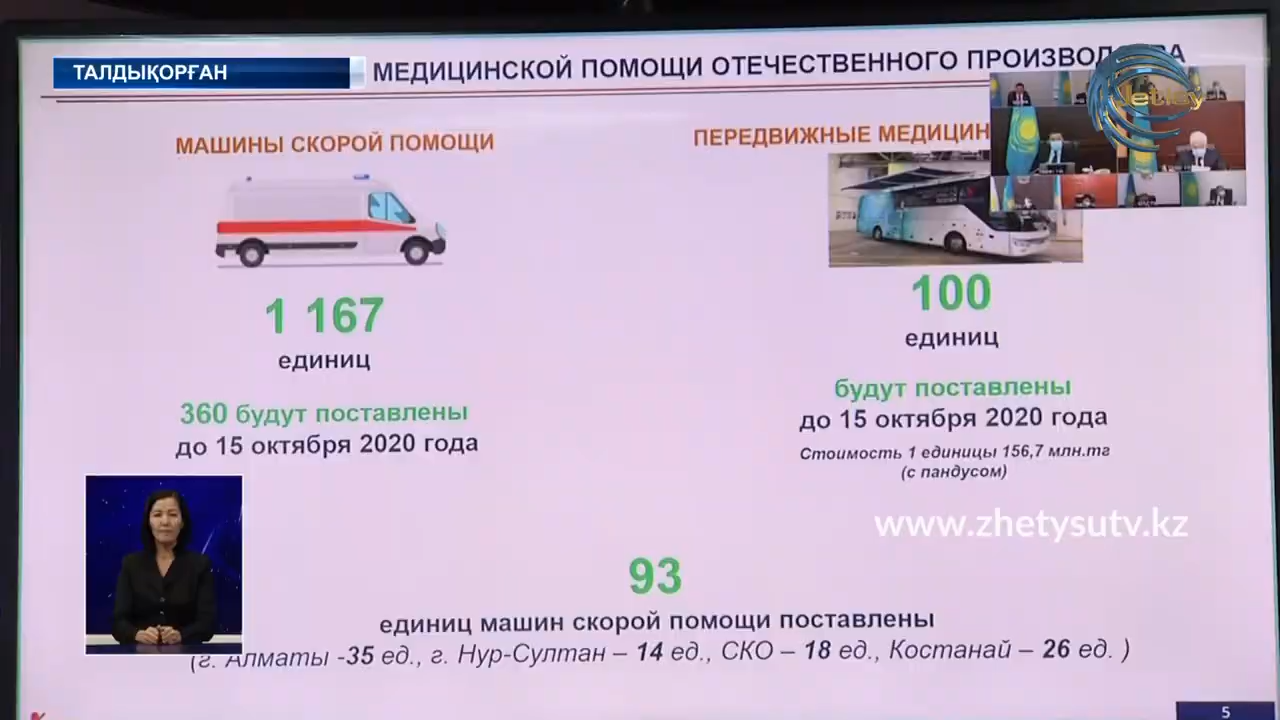 ТАЛДЫҚОРҒАН
МЕДИЦИНСКОЙ ПОМОЩИ ОТЕЧЕСТВЕННОГО
Jetisy
МАШИНЫ СКОРОЙ ПОМОЩИ
ПЕРЕДВИЖНЫЕ
1 167
единиц
360 будут поставлены
до 15 октября 2020 года
100
единиц
будут поставлены
до 15 октября 2020 года
Стоимость 1 единицы 156,7 млн.тг
(с пандусом)
www.zhetysutv.kz
93
единиц машин скорой помощи поставлены
(г. Алматы -35 ед., г. Нур-Султан – 14 ед., СКО – 18 ед., Костанай – 26 ед. )
5